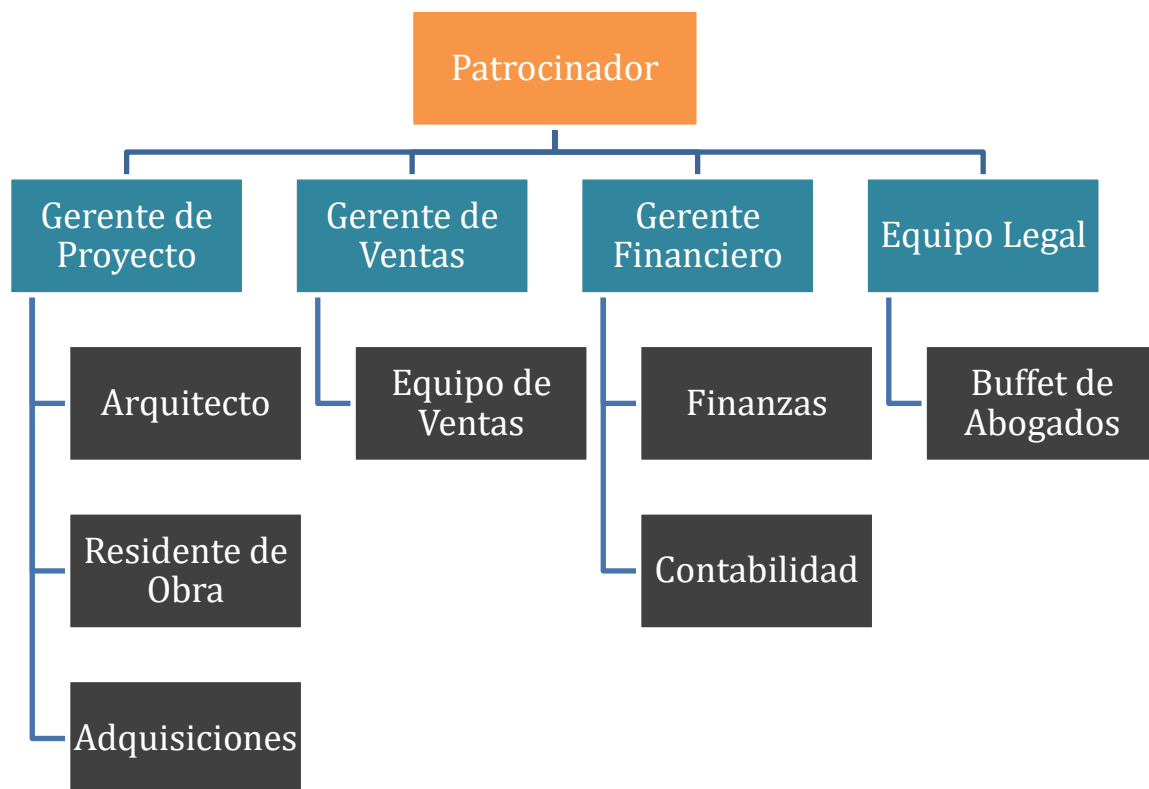 Patrocinador
Gerente de
Proyecto
Gerente de
Ventas
Gerente
Financiero
Equipo Legal
Arquitecto
Equipo de
Ventas
Finanzas
Buffet de
Abogados
Residente de
Obra
Contabilidad
Adquisiciones